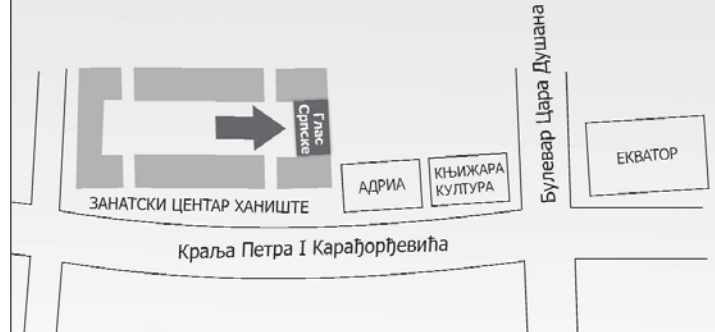 Глас
Српске
ЗАНАТСКИ ЦЕНТАР ХАНИШТЕ
АДРИА
КЊИЖАРА
КУЛТУРА
Булевар Цара Душана
ЕКВАТОР
Краља Петра I Карађорђевића